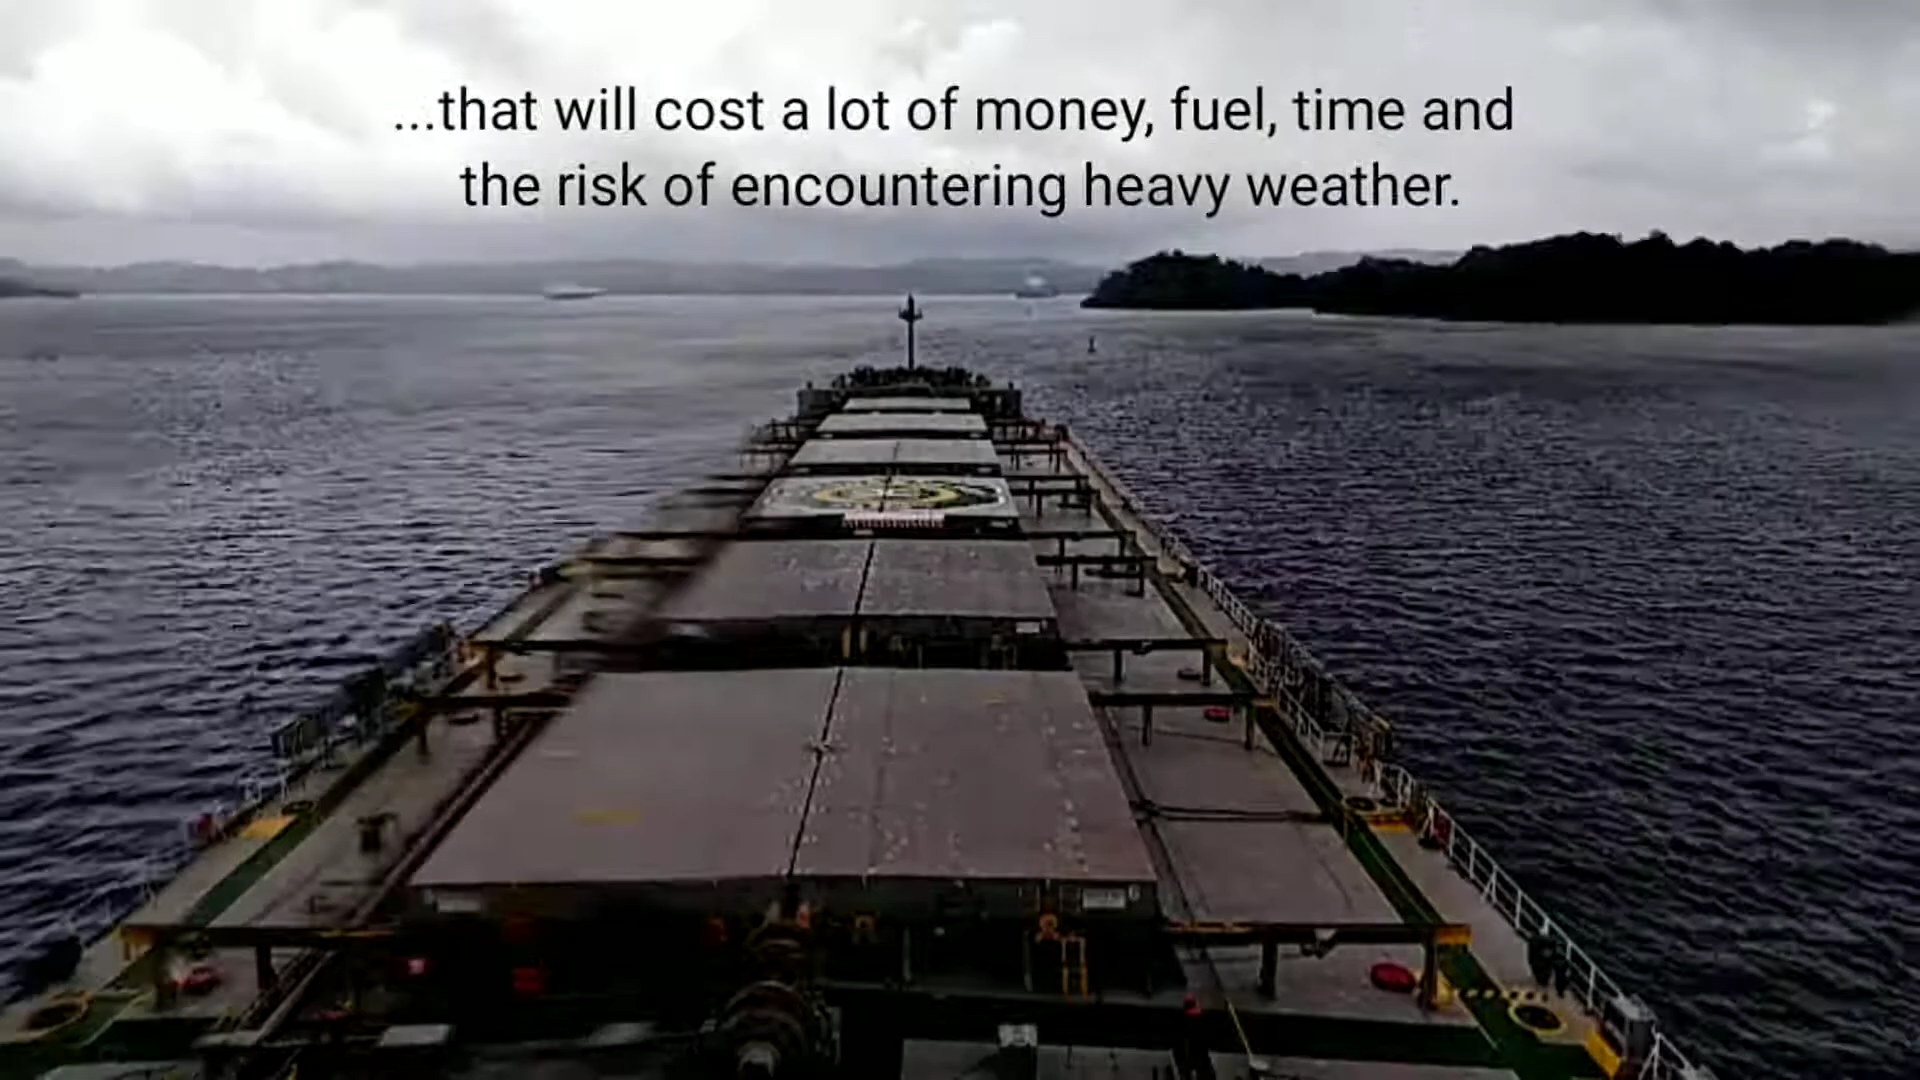 ...that will cost a lot of money, fuel, time and
the risk of encountering heavy weather.